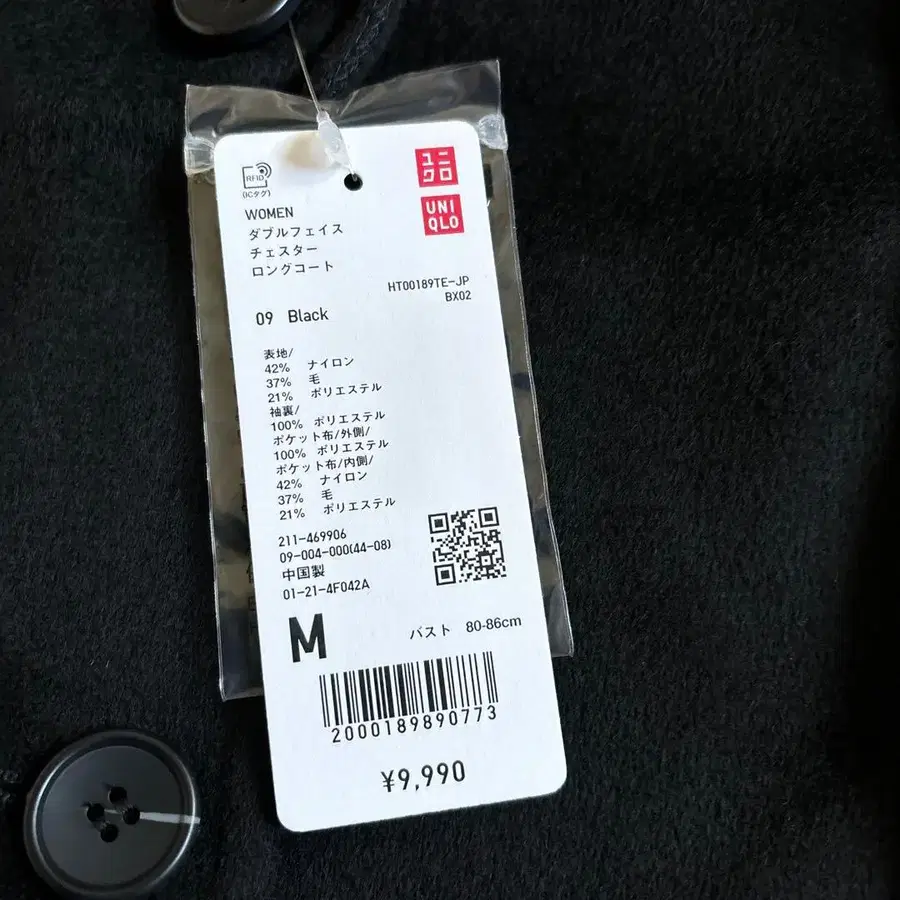 RFID
(ICタグ)
ユニ
クロ
UNI
QLO
WOMEN
ダブルフェイス
チェスター
ロングコート
HT00189TE-JP
BX02
09 Black
表地/
42% ナイロン
37% 毛
21% ポリエステル
袖裏/
100% ポリエステル
ポケット布/外側/
100% ポリエステル
ポケット布/内側/
42% ナイロン
37% 毛
21% ポリエステル
211-469906
09-004-000(44-08)
中国製
01-21-4F042A
M バスト 80-86cm
2000189890773
¥9,990